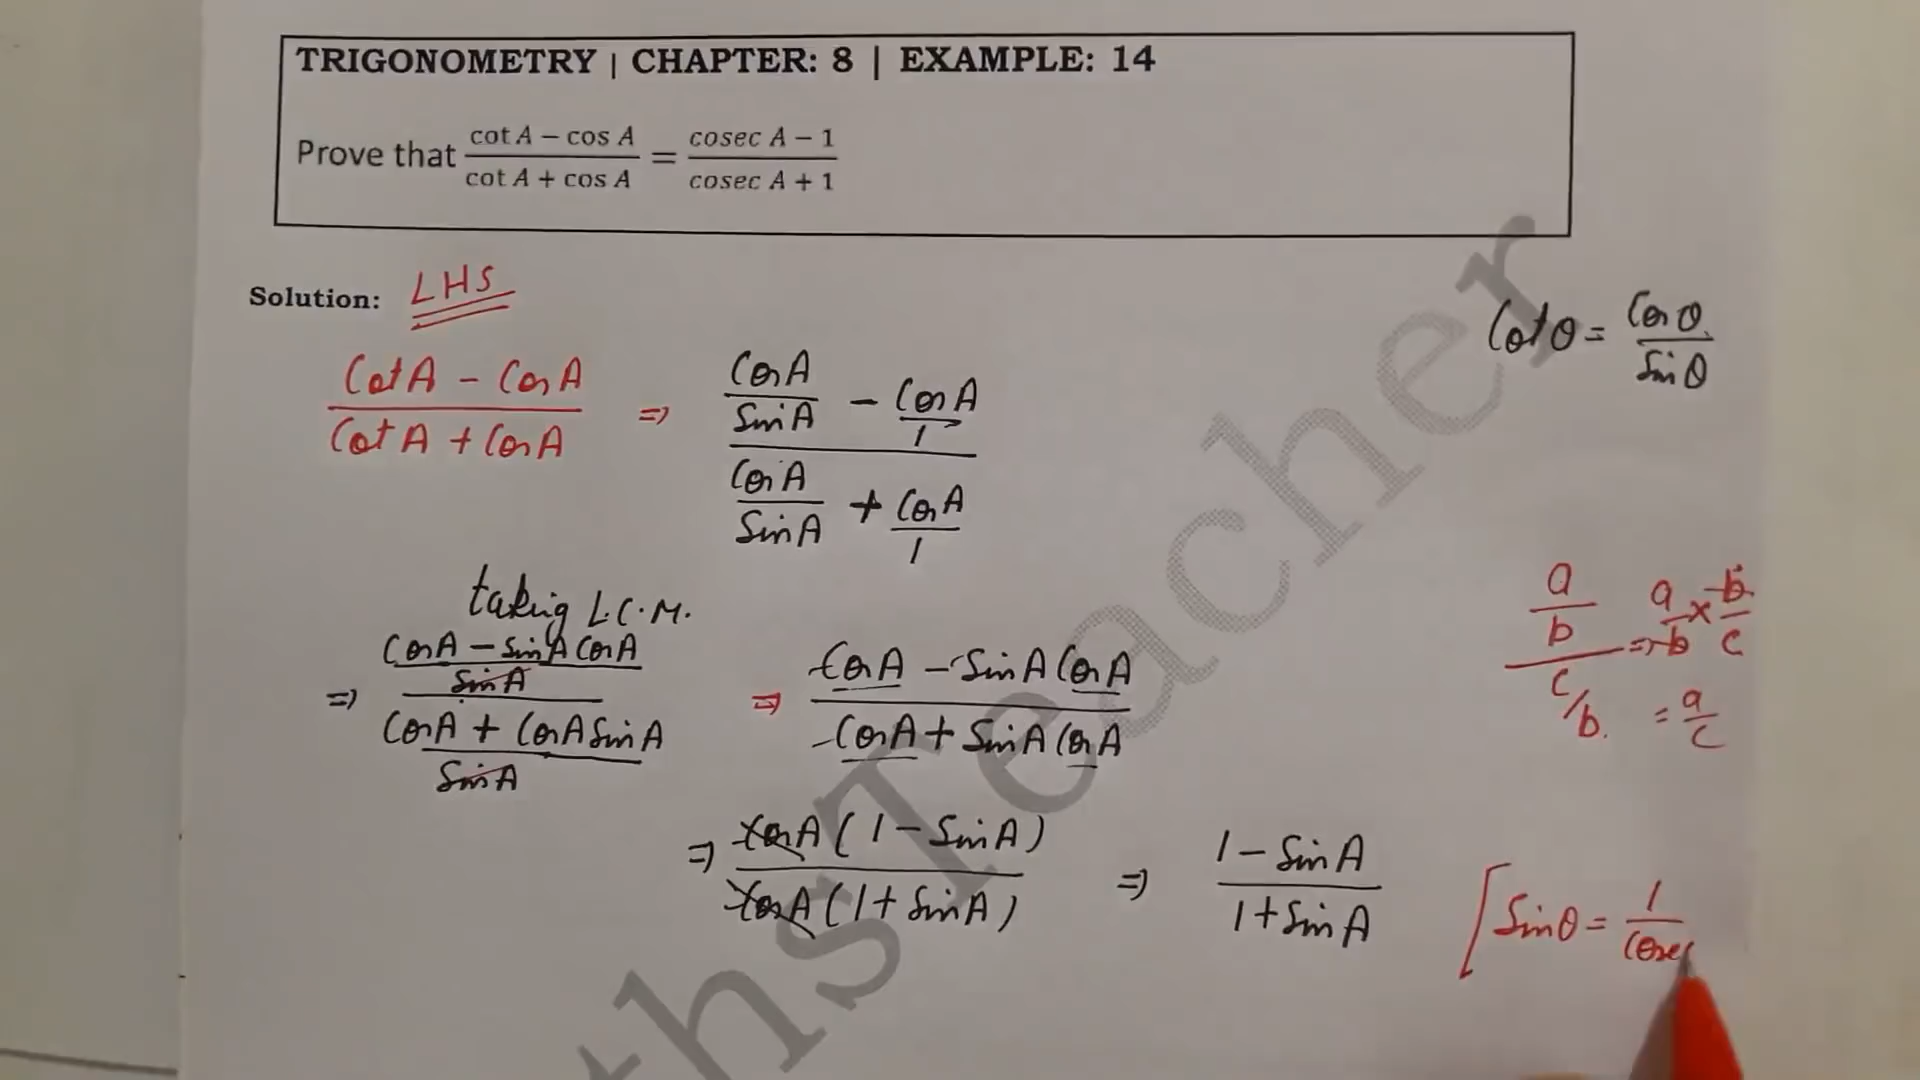 TRIGONOMETRY | CHAPTER: 8 | EXAMPLE: 14
Prove that (cot A − cos A)/(cot A + cos A) = (cosec A − 1)/(cosec A + 1)
Solution: LHS
Cot θ = Cos θ/Sin θ
(Cot A − Cos A)/(Cot A + Cos A) ⇒ (Cos A/Sin A − Cos A/1)/(Cos A/Sin A + Cos A/1)
taking L.C.M.
(a/b)/(c/b) ⇒ a/b × b/c
= a/c
⇒ ((Cos A − Sin A Cos A)/Sin A)/((Cos A + Cos A Sin A)/Sin A) ⇒ (Cos A − Sin A Cos A)/(Cos A + Sin A Cos A)
⇒ Cos A (1 − Sin A)/Cos A (1 + Sin A) ⇒ (1 − Sin A)/(1 + Sin A) [Sin θ = 1/Cosec
hsTeacher